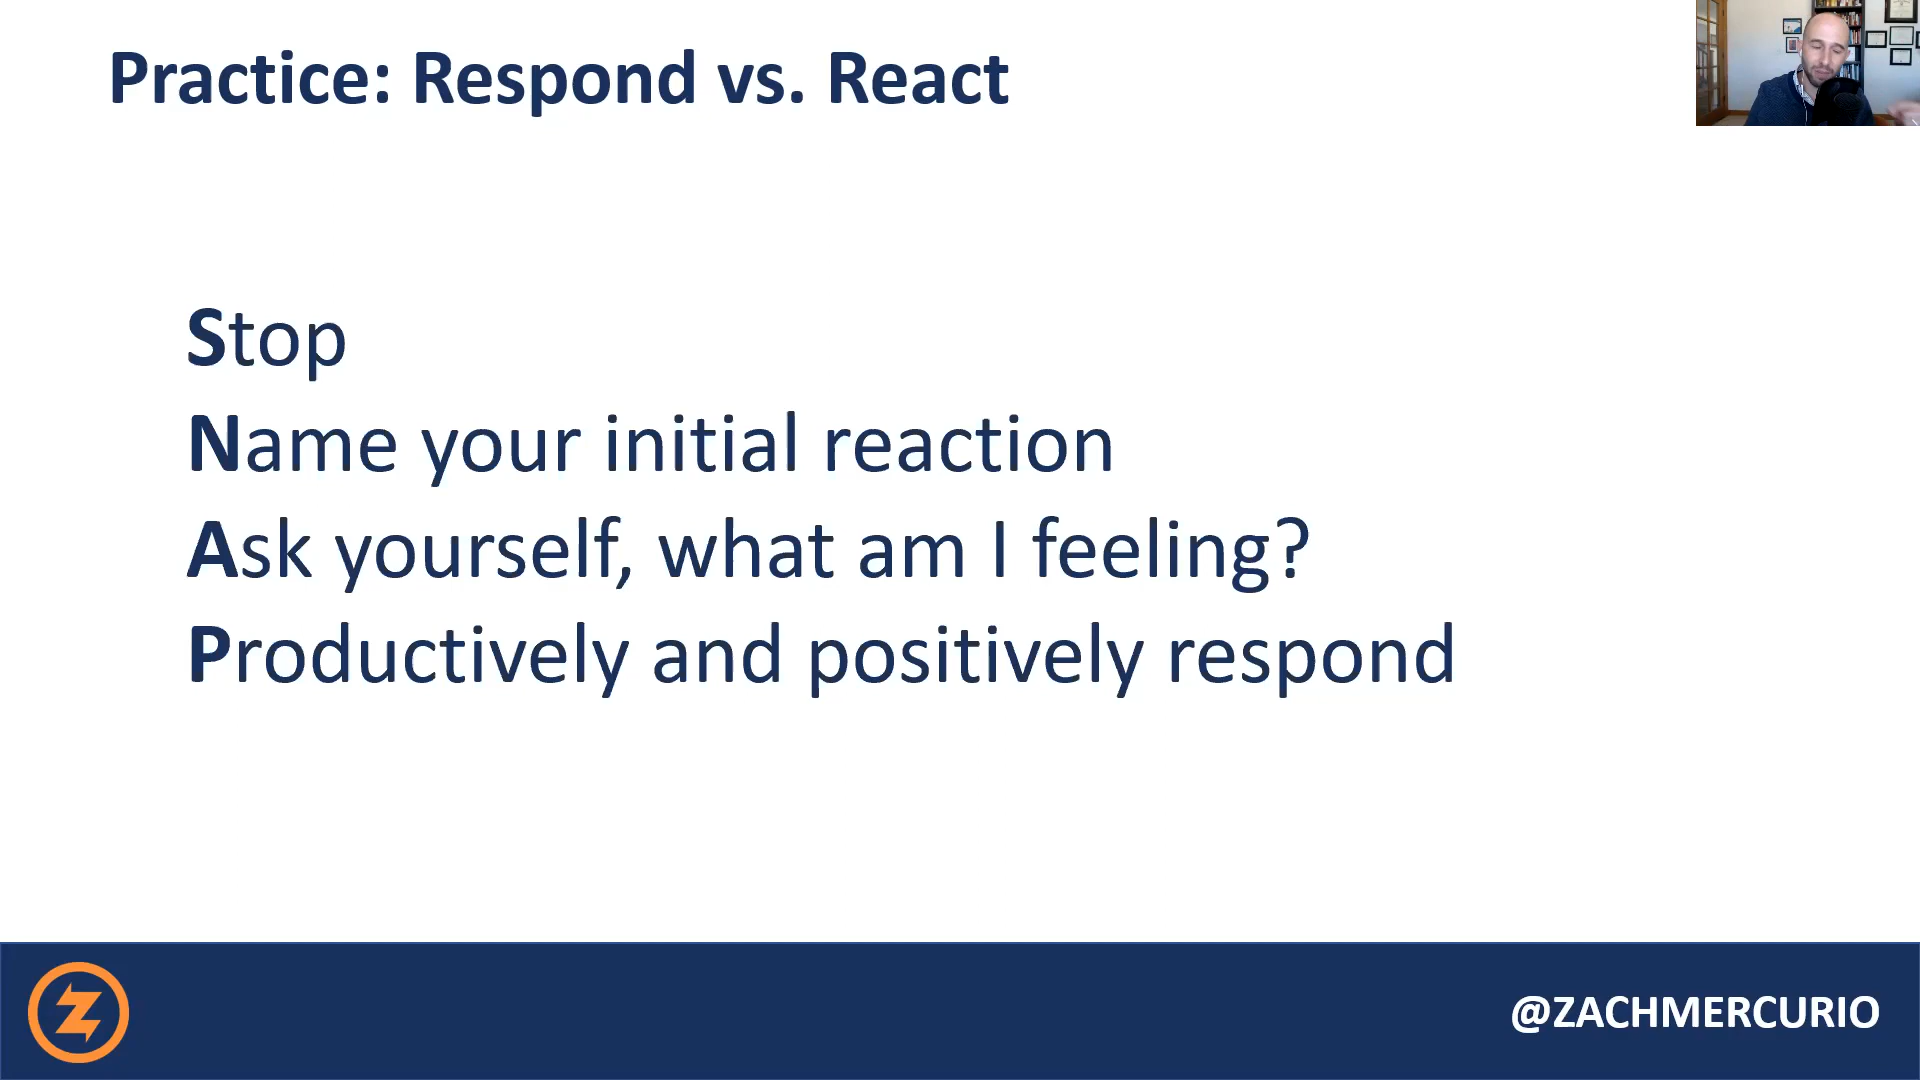 Practice: Respond vs. React
Stop
Name your initial reaction
Ask yourself, what am I feeling?
Productively and positively respond
@ZACHMERCURIO